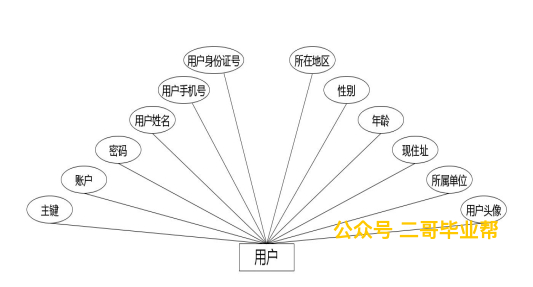 用户身份证号
所在地区
用户手机号
性别
用户姓名
年龄
密码
现住址
账户
所属单位
主键
用户头像
公众号 二哥毕业帮
用户